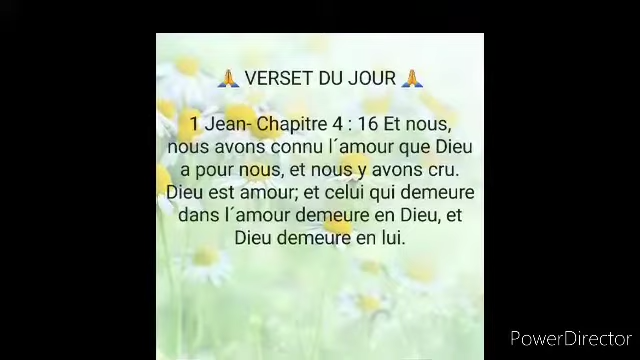 🙏 VERSET DU JOUR 🙏
1 Jean- Chapitre 4 : 16 Et nous,
nous avons connu l´amour que Dieu
a pour nous, et nous y avons cru.
Dieu est amour; et celui qui demeure
dans l´amour demeure en Dieu, et
Dieu demeure en lui.
PowerDirector